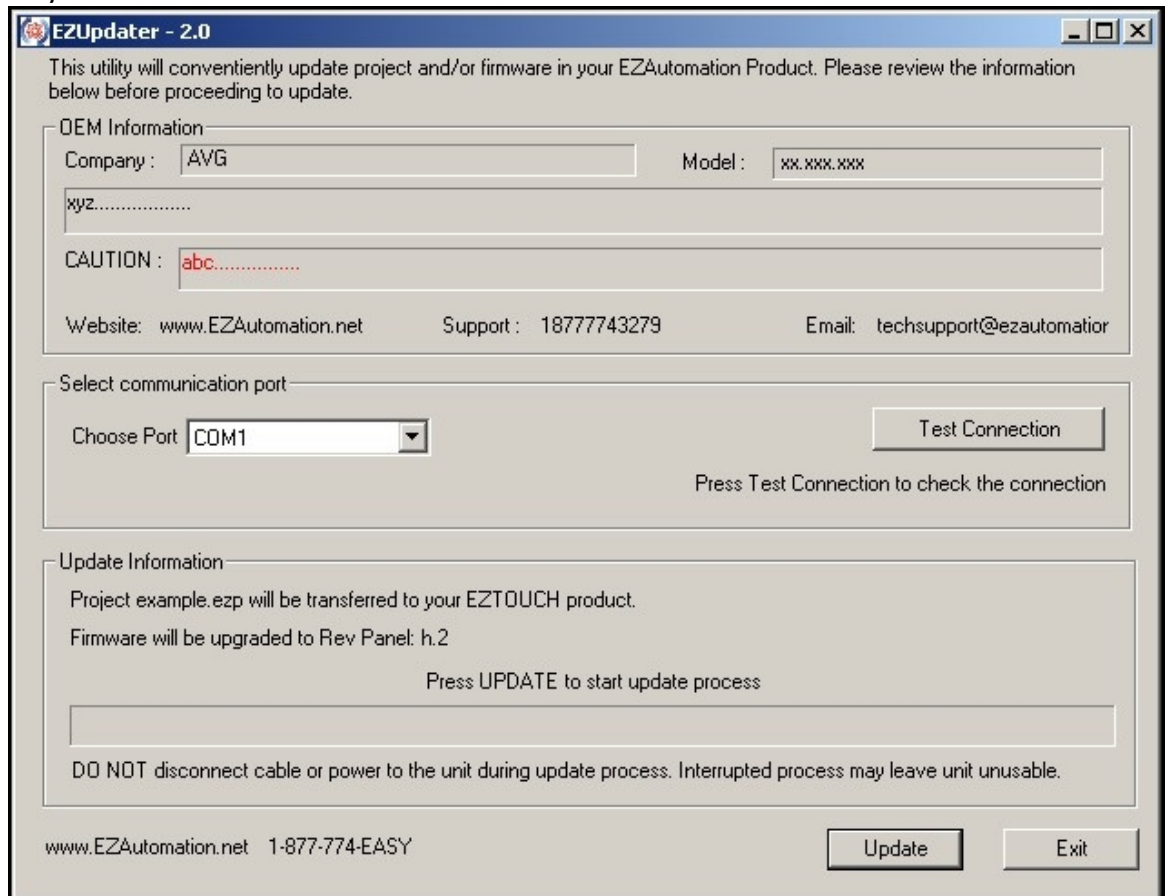 EZUpdater - 2.0
This utility will conventiently update project and/or firmware in your EZAutomation Product. Please review the information
below before proceeding to update.
OEM Information
Company : AVG Model : xx.xxx.xxx
xyz..................
CAUTION : abc...............
Website: www.EZAutomation.net Support : 18777743279 Email: techsupport@ezautomatior
Select communication port
Choose Port COM1 Test Connection
Press Test Connection to check the connection
Update Information
Project example.ezp will be transferred to your EZTOUCH product.
Firmware will be upgraded to Rev Panel: h.2
Press UPDATE to start update process
DO NOT disconnect cable or power to the unit during update process. Interrupted process may leave unit unusable.
www.EZAutomation.net 1-877-774-EASY Update Exit